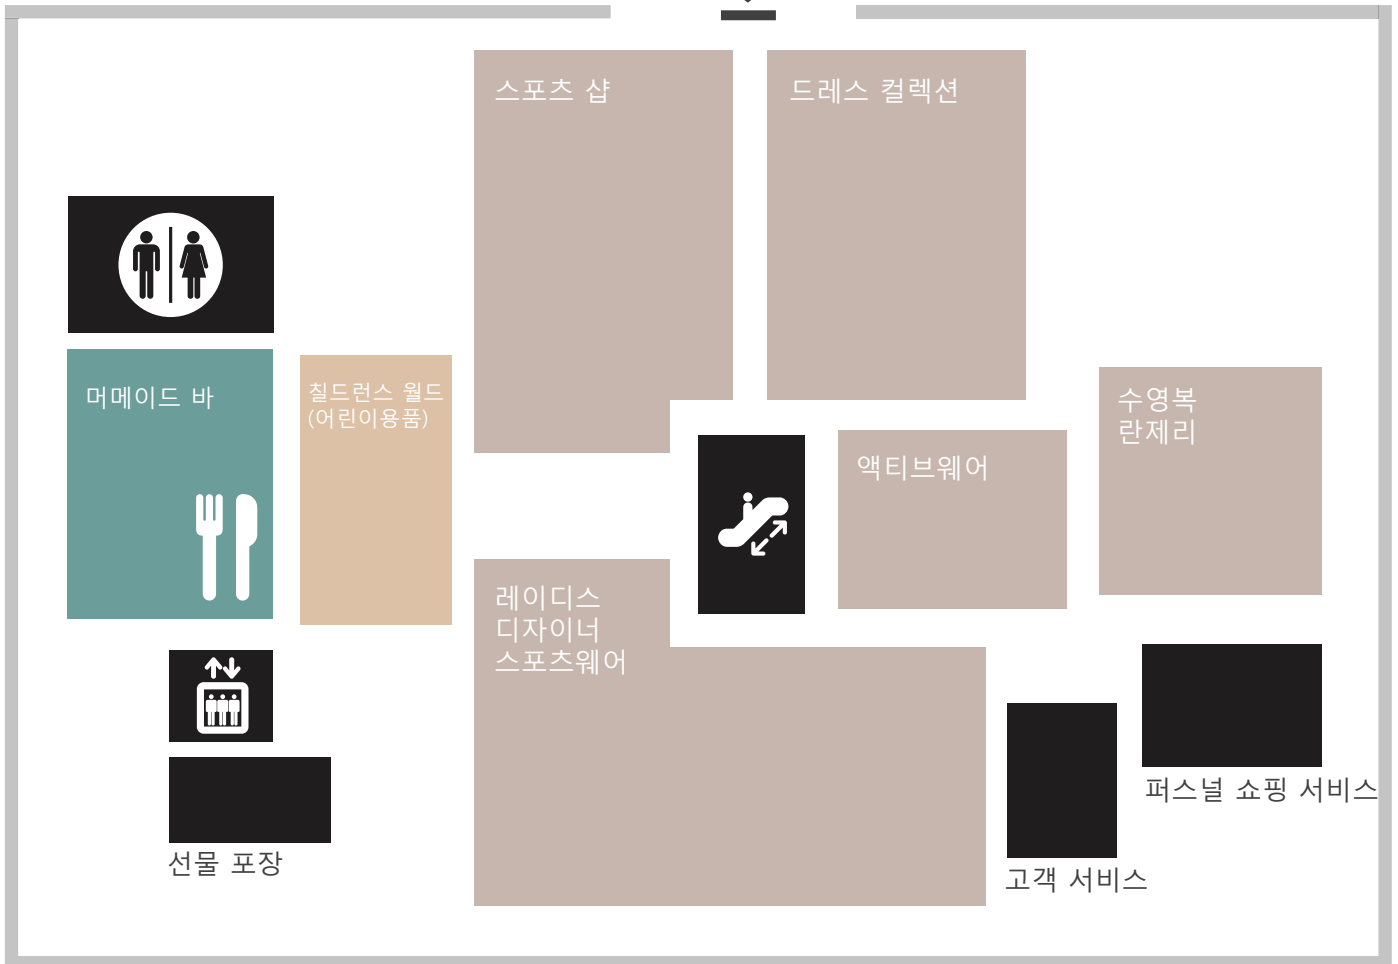 스포츠 샵
드레스 컬렉션
머메이드 바
칠드런스 월드
(어린이용품)
수영복
란제리
액티브웨어
레이디스
디자이너
스포츠웨어
퍼스널 쇼핑 서비스
선물 포장
고객 서비스